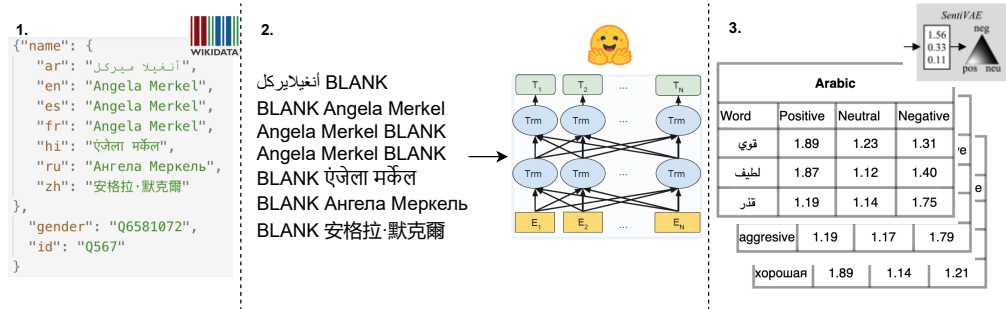 1.
WIKIDATA
{"name": {
"ar": "أنغيلا ميركل",
"en": "Angela Merkel",
"es": "Angela Merkel",
"fr": "Angela Merkel",
"hi": "एंजेला मर्केल",
"ru": "Ангела Меркель",
"zh": "安格拉·默克爾"
},
"gender": "Q6581072",
"id": "Q567"
}
2.
أنغيلايركل BLANK
BLANK Angela Merkel
Angela Merkel BLANK
Angela Merkel BLANK
BLANK एंजेला मर्केल
BLANK Ангела Меркель
BLANK 安格拉·默克爾
T1 T2 ... TN
Trm Trm ... Trm
Trm Trm ... Trm
E1 E2 ... EN
3.
SentiVAE
1.56
0.33
0.11
neg
pos neu
Arabic
Word Positive Neutral Negative
قوي 1.89 1.23 1.31
لطيف 1.87 1.12 1.40
قذر 1.19 1.14 1.75
aggresive 1.19 1.17 1.79
хорошая 1.89 1.14 1.21